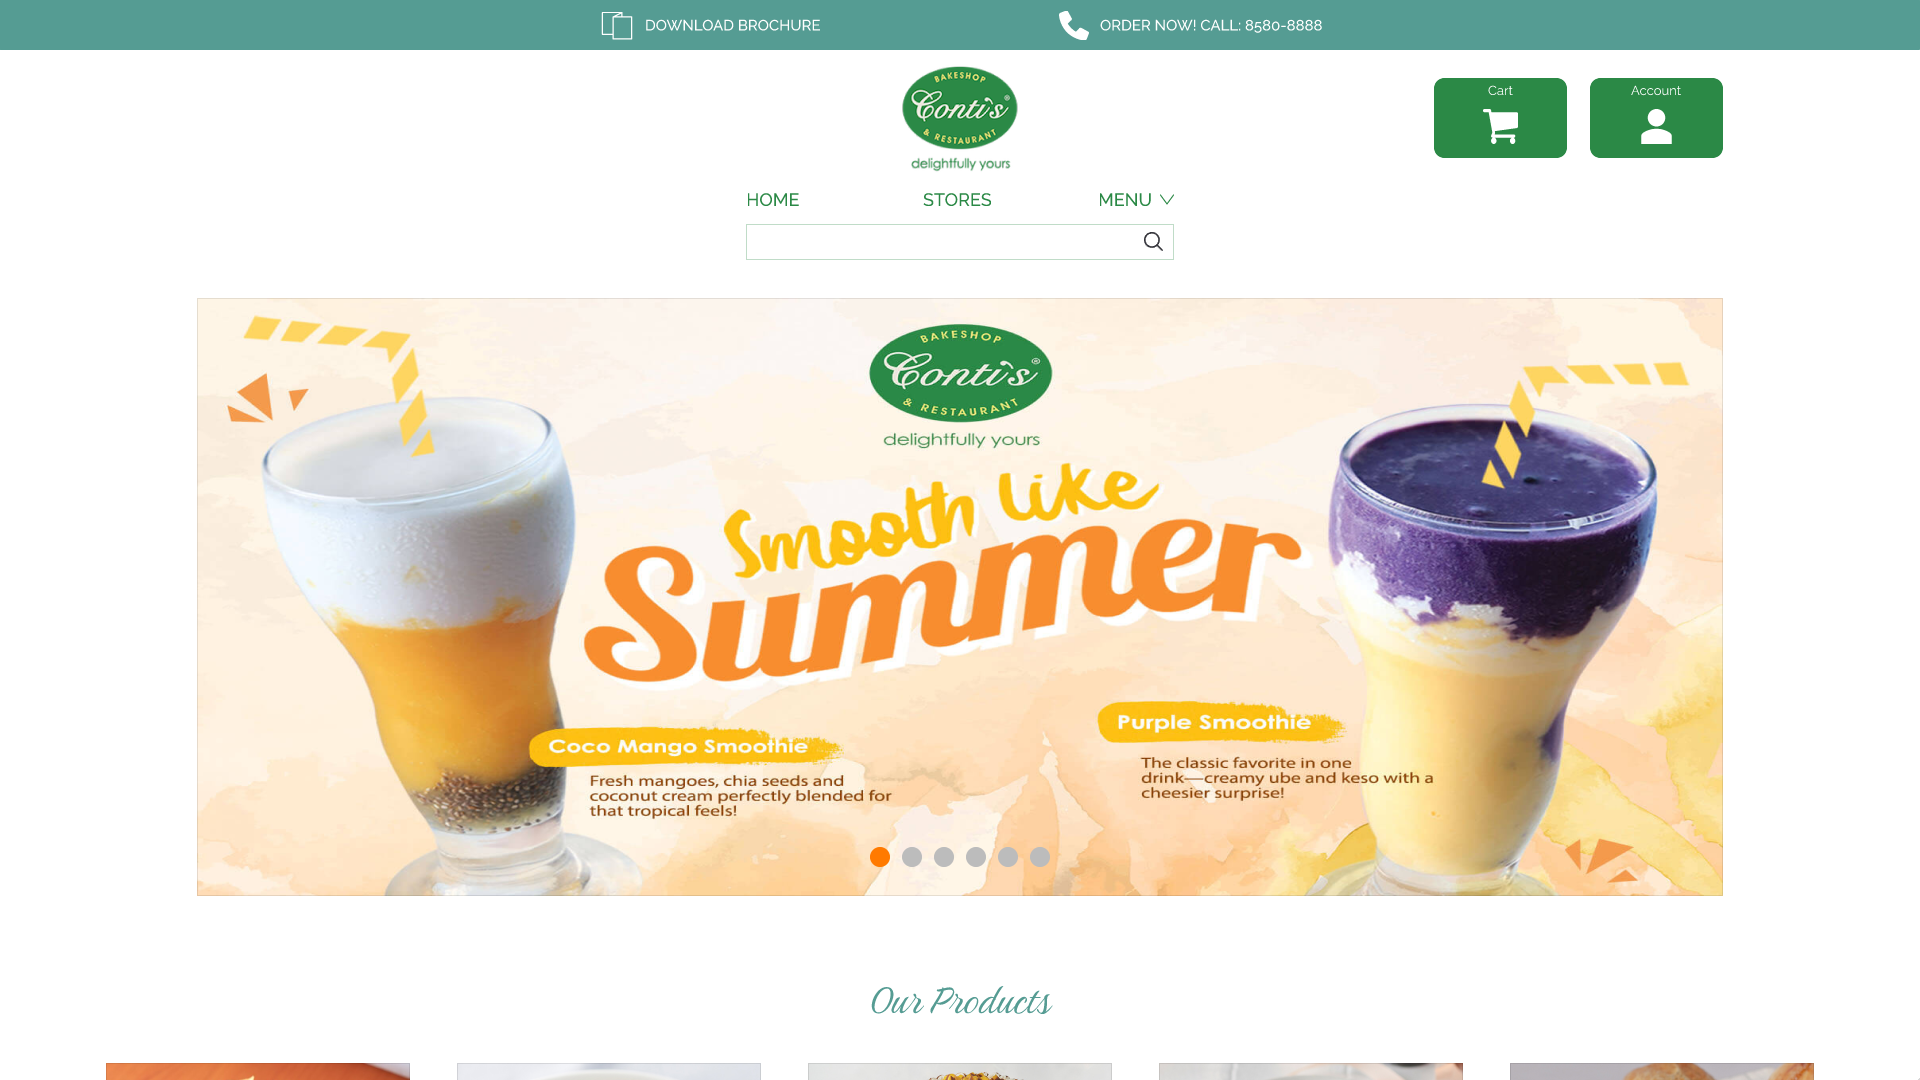 DOWNLOAD BROCHURE
ORDER NOW! CALL: 8580-8888
BAKESHOP
Conti's®
& RESTAURANT
delightfully yours
Cart
Account
HOME
STORES
MENU
BAKESHOP
Conti's®
& RESTAURANT
delightfully yours
Smooth like
Summer
Coco Mango Smoothie
Fresh mangoes, chia seeds and
coconut cream perfectly blended for
that tropical feels!
Purple Smoothie
The classic favorite in one
drink—creamy ube and keso with a
cheesier surprise!
Our Products